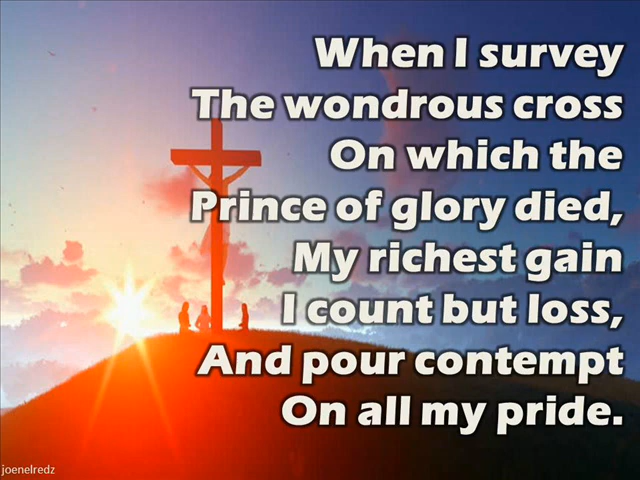 When I survey
The wondrous cross
On which the
Prince of glory died,
My richest gain
I count but loss,
And pour contempt
On all my pride.
joenelredz